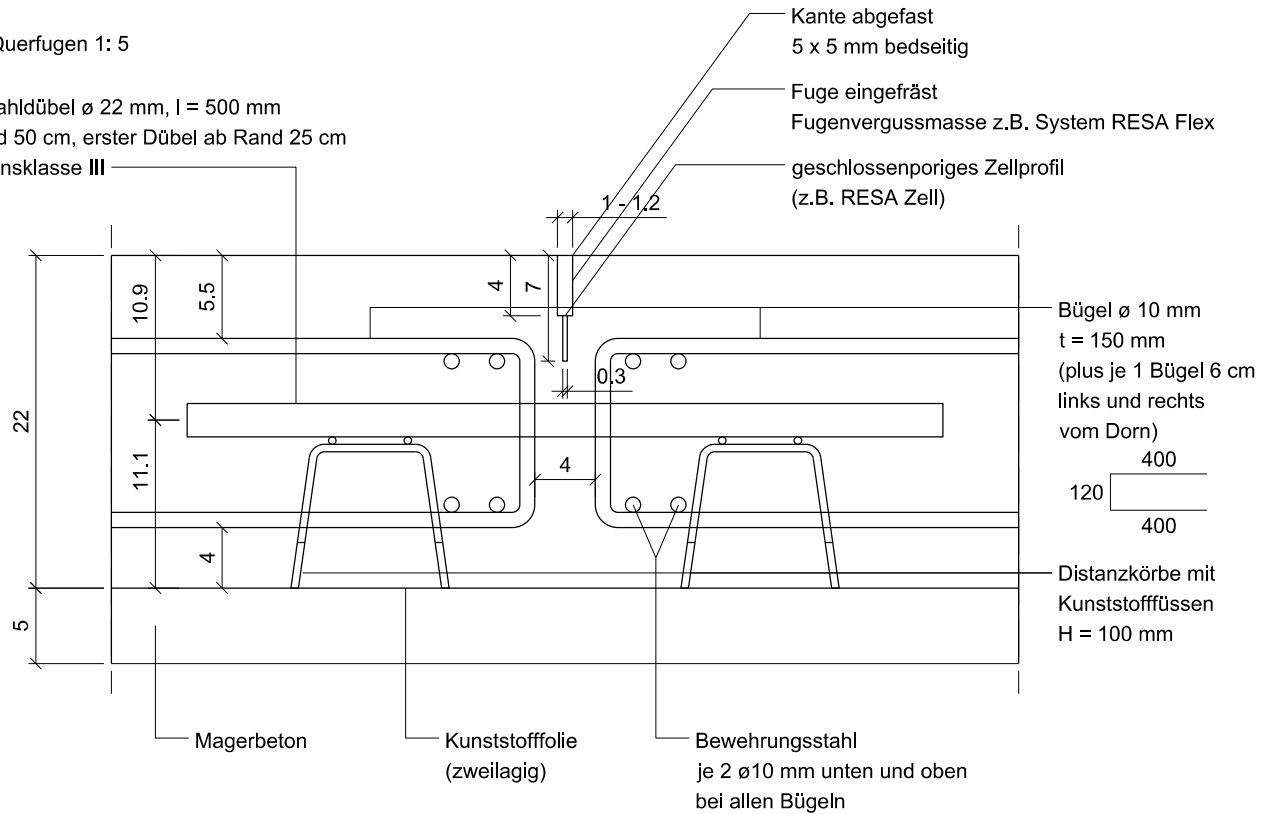 Querfugen 1: 5
ahldübel ø 22 mm, l = 500 mm
d 50 cm, erster Dübel ab Rand 25 cm
nsklasse III
Kante abgefast
5 x 5 mm bedseitig
Fuge eingefräst
Fugenvergussmasse z.B. System RESA Flex
geschlossenporiges Zellprofil
(z.B. RESA Zell)
1 - 1.2
10.9
5.5
4
7
Bügel ø 10 mm
t = 150 mm
(plus je 1 Bügel 6 cm
links und rechts
vom Dorn)
0.3
22
11.1
4
400
120
400
4
Distanzkörbe mit
Kunststofffüssen
H = 100 mm
5
Magerbeton
Kunststofffolie
(zweilagig)
Bewehrungsstahl
je 2 ø10 mm unten und oben
bei allen Bügeln